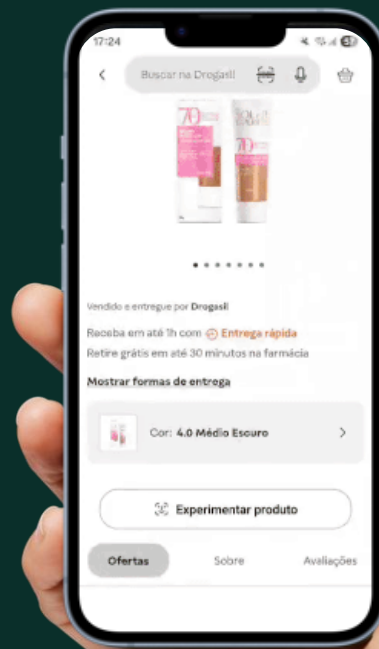 17:24
Buscar na Drogasil
70
70
Vendido e entregue por Drogasil
Receba em até 1h com Entrega rápida
Retire grátis em até 30 minutos na farmácia
Mostrar formas de entrega
Cor: 4.0 Médio Escuro
Experimentar produto
Ofertas Sobre Avaliações